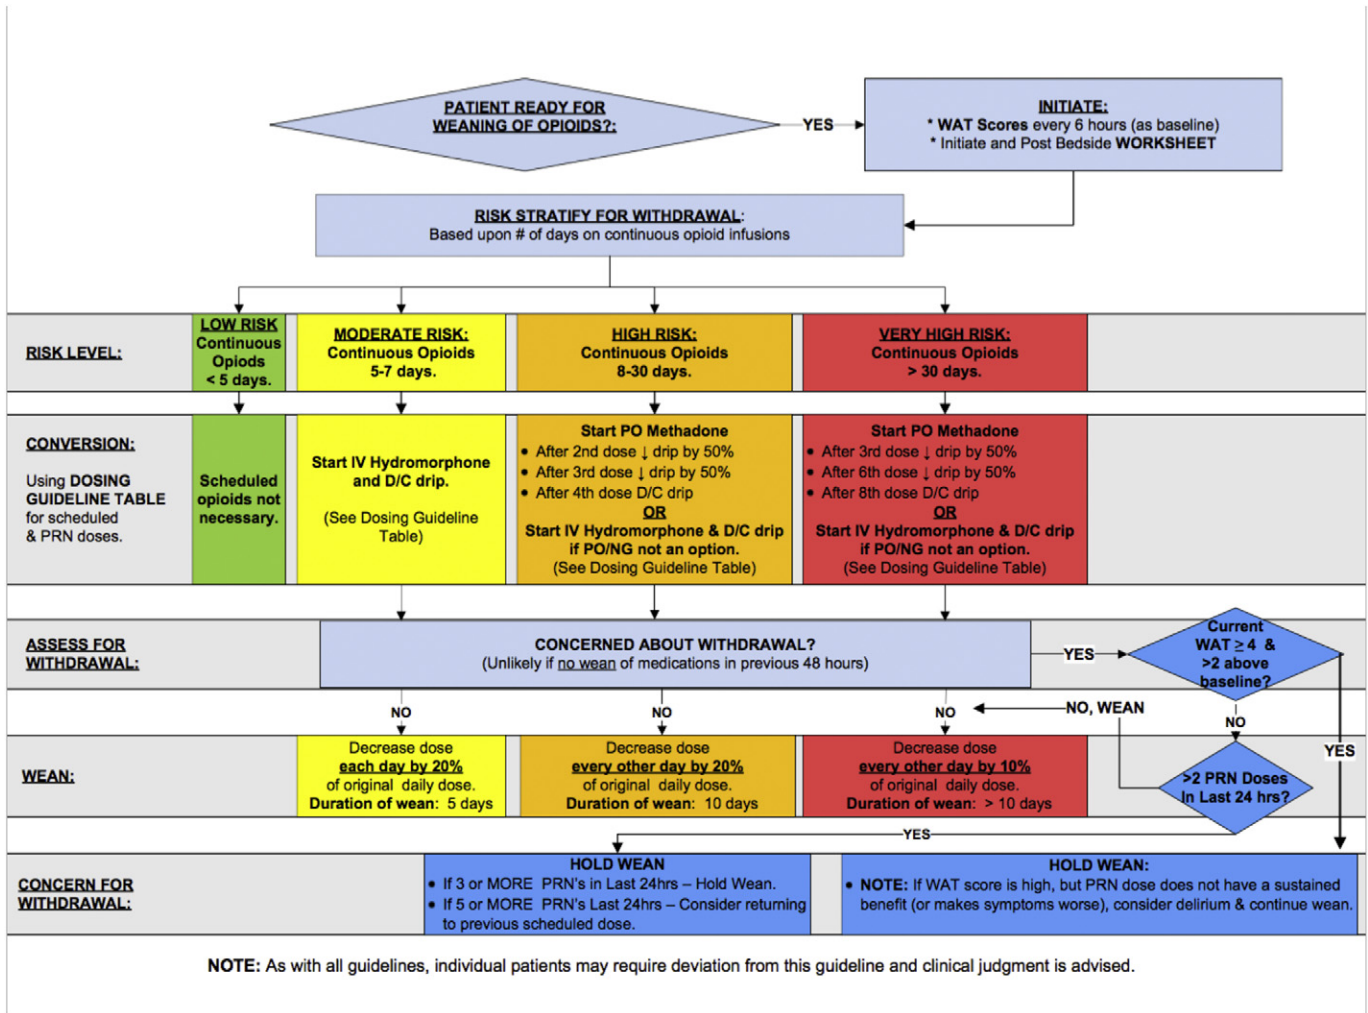 PATIENT READY FOR
WEANING OF OPIOIDS?:
YES
INITIATE:
* WAT Scores every 6 hours (as baseline)
* Initiate and Post Bedside WORKSHEET
RISK STRATIFY FOR WITHDRAWAL:
Based upon # of days on continuous opioid infusions
RISK LEVEL:
LOW RISK
Continuous
Opiods
< 5 days.
MODERATE RISK:
Continuous Opioids
5-7 days.
HIGH RISK:
Continuous Opioids
8-30 days.
VERY HIGH RISK:
Continuous Opioids
> 30 days.
CONVERSION:
Using DOSING
GUIDELINE TABLE
for scheduled
& PRN doses.
Scheduled
opioids not
necessary.
Start IV Hydromorphone
and D/C drip.
(See Dosing Guideline
Table)
Start PO Methadone
• After 2nd dose ↓ drip by 50%
• After 3rd dose ↓ drip by 50%
• After 4th dose D/C drip
OR
Start IV Hydromorphone & D/C drip
if PO/NG not an option.
(See Dosing Guideline Table)
Start PO Methadone
• After 3rd dose ↓ drip by 50%
• After 6th dose ↓ drip by 50%
• After 8th dose D/C drip
OR
Start IV Hydromorphone & D/C drip
if PO/NG not an option.
(See Dosing Guideline Table)
ASSESS FOR
WITHDRAWAL:
CONCERNED ABOUT WITHDRAWAL?
(Unlikely if no wean of medications in previous 48 hours)
YES
Current
WAT ≥ 4 &
>2 above
baseline?
NO
NO
NO
NO, WEAN
NO
YES
WEAN:
Decrease dose
each day by 20%
of original daily dose.
Duration of wean: 5 days
Decrease dose
every other day by 20%
of original daily dose.
Duration of wean: 10 days
Decrease dose
every other day by 10%
of original daily dose.
Duration of wean: > 10 days
>2 PRN Doses
In Last 24 hrs?
YES
CONCERN FOR
WITHDRAWAL:
HOLD WEAN
• If 3 or MORE PRN's in Last 24hrs – Hold Wean.
• If 5 or MORE PRN's Last 24hrs – Consider returning
to previous scheduled dose.
HOLD WEAN:
• NOTE: If WAT score is high, but PRN dose does not have a sustained
benefit (or makes symptoms worse), consider delirium & continue wean.
NOTE: As with all guidelines, individual patients may require deviation from this guideline and clinical judgment is advised.